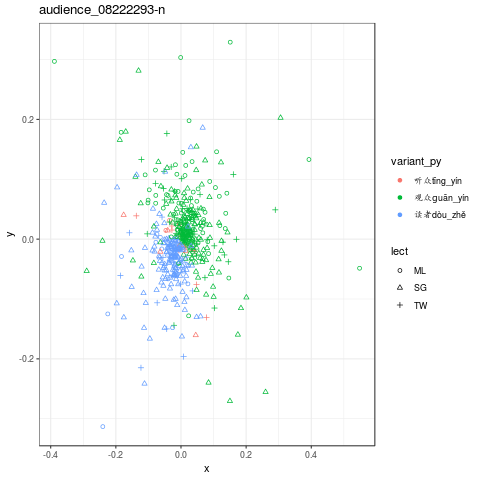 audience_08222293-n
0.2
0.0
-0.2
-0.4
-0.2
0.0
0.2
0.4
x
y
variant_py
听众tīng_yín
观众guān_yín
读者dòu_zhě
lect
ML
SG
TW